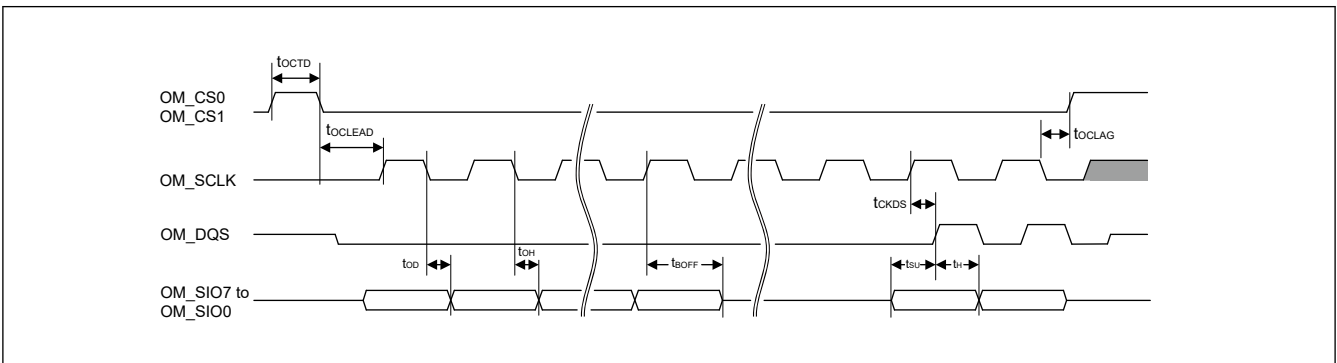 tOCTD
OM_CS0
OM_CS1
tOCLEAD
tOCLAG
OM_SCLK
tCKDS
OM_DQS
tOD
tOH
tBOFF
tSU
tH
OM_SIO7 to
OM_SIO0